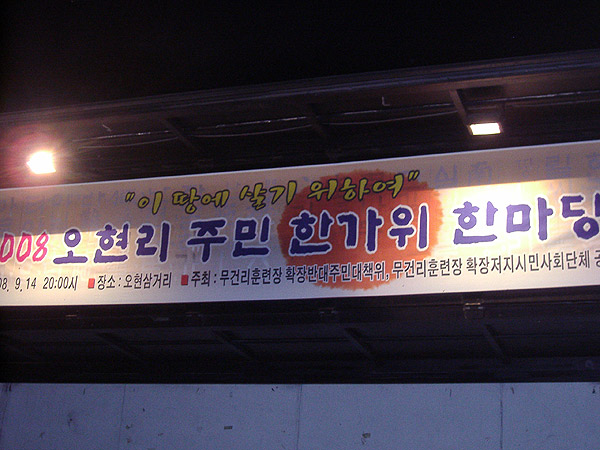 "이 땅에 살기 위하여"
008 오현리 주민 한가위 한마당
08. 9.14 20:00시 ■장소 : 오현삼거리 ■주최 : 무건리훈련장 확장반대주민대책위, 무건리훈련장 확장저지시민사회단체 공